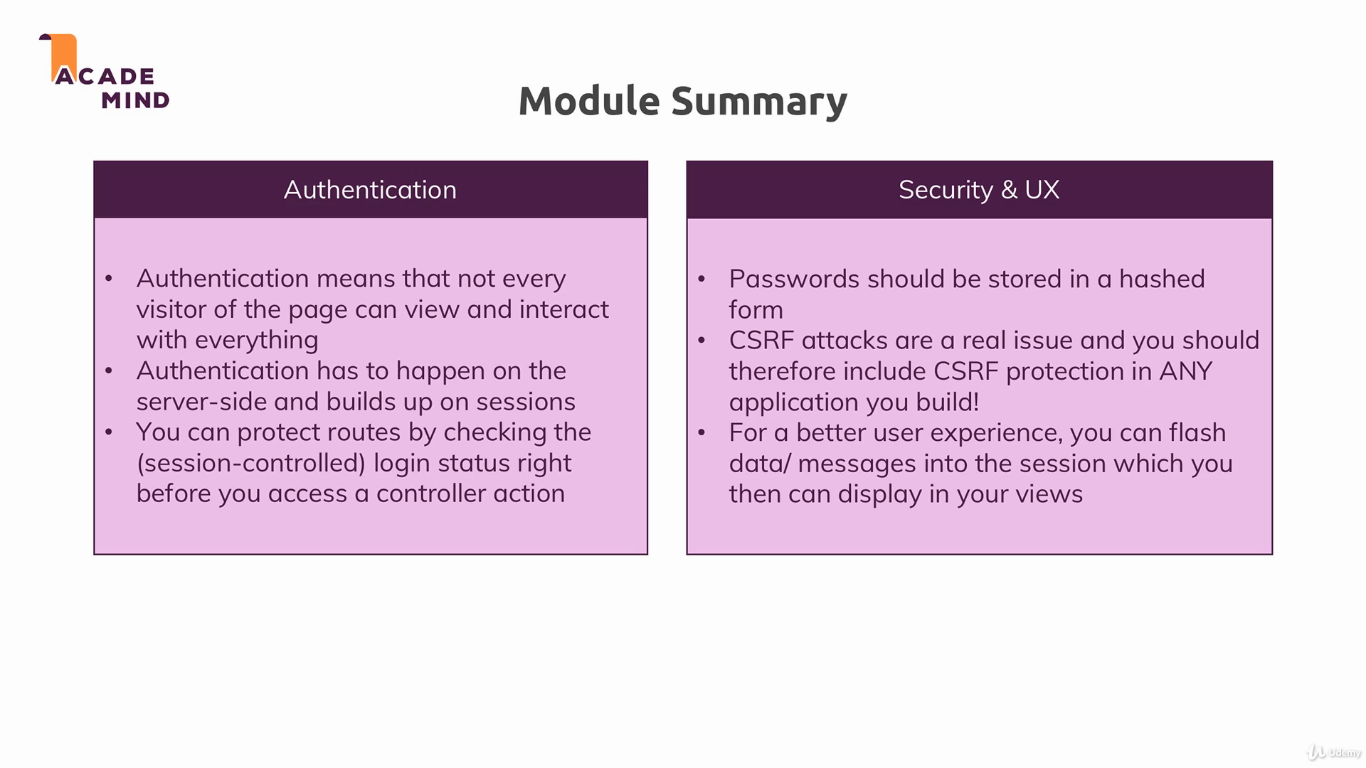 ACADE
MIND
Module Summary
Authentication
• Authentication means that not every
visitor of the page can view and interact
with everything
• Authentication has to happen on the
server-side and builds up on sessions
• You can protect routes by checking the
(session-controlled) login status right
before you access a controller action
Security & UX
• Passwords should be stored in a hashed
form
• CSRF attacks are a real issue and you should
therefore include CSRF protection in ANY
application you build!
• For a better user experience, you can flash
data/ messages into the session which you
then can display in your views
Udemy